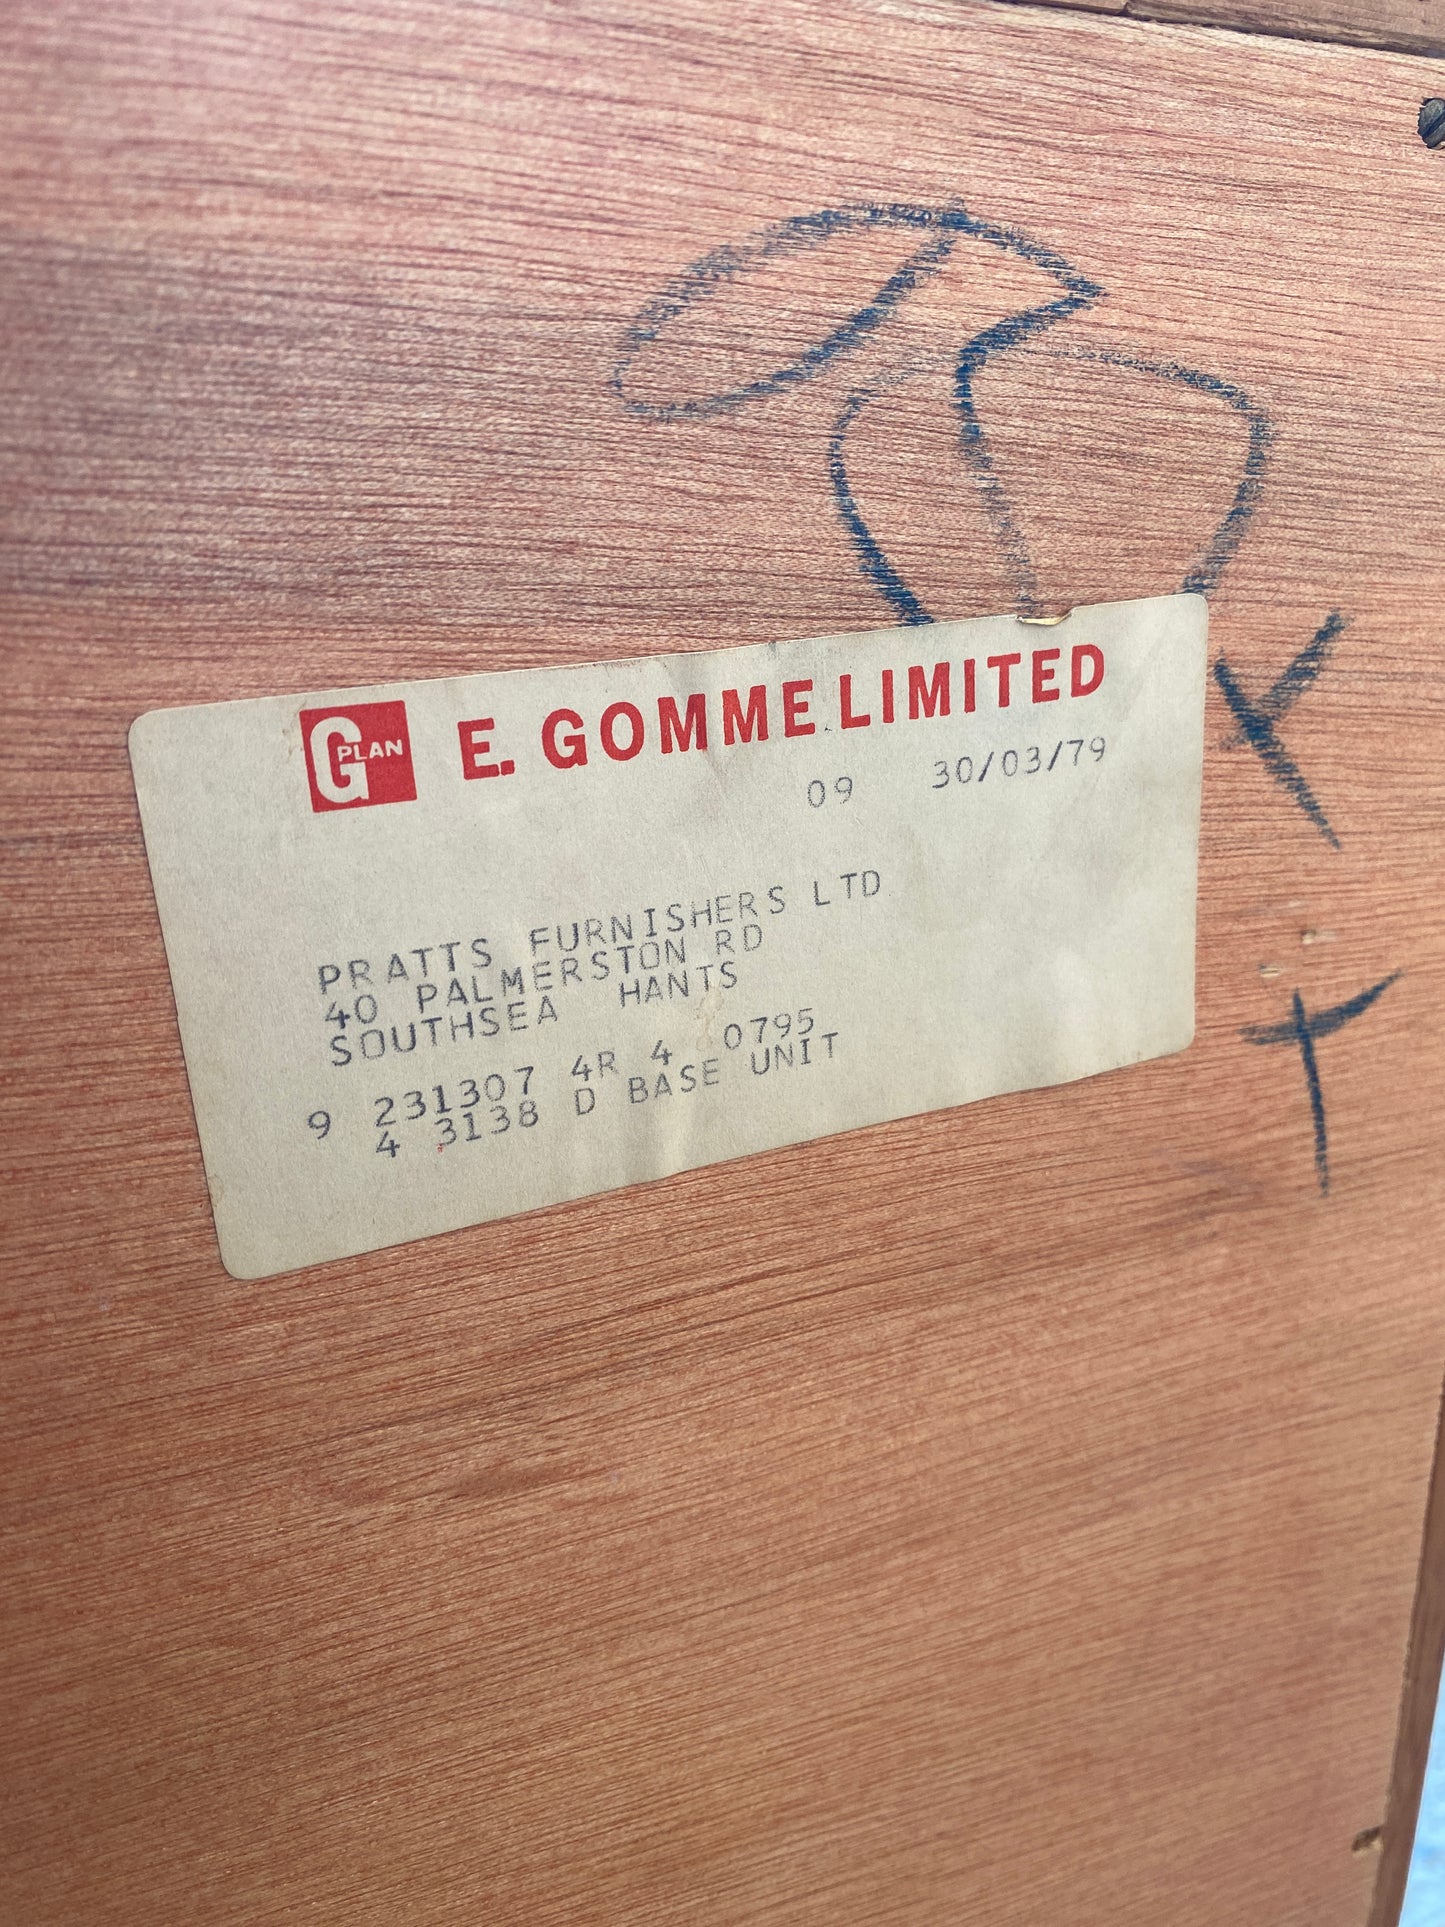 G PLAN E. GOMME LIMITED
09 30/03/79
PRATTS FURNISHERS LTD
40 PALMERSTON RD
SOUTHSEA HANTS
9 231307 4R 4 0795
4 3138 D BASE UNIT